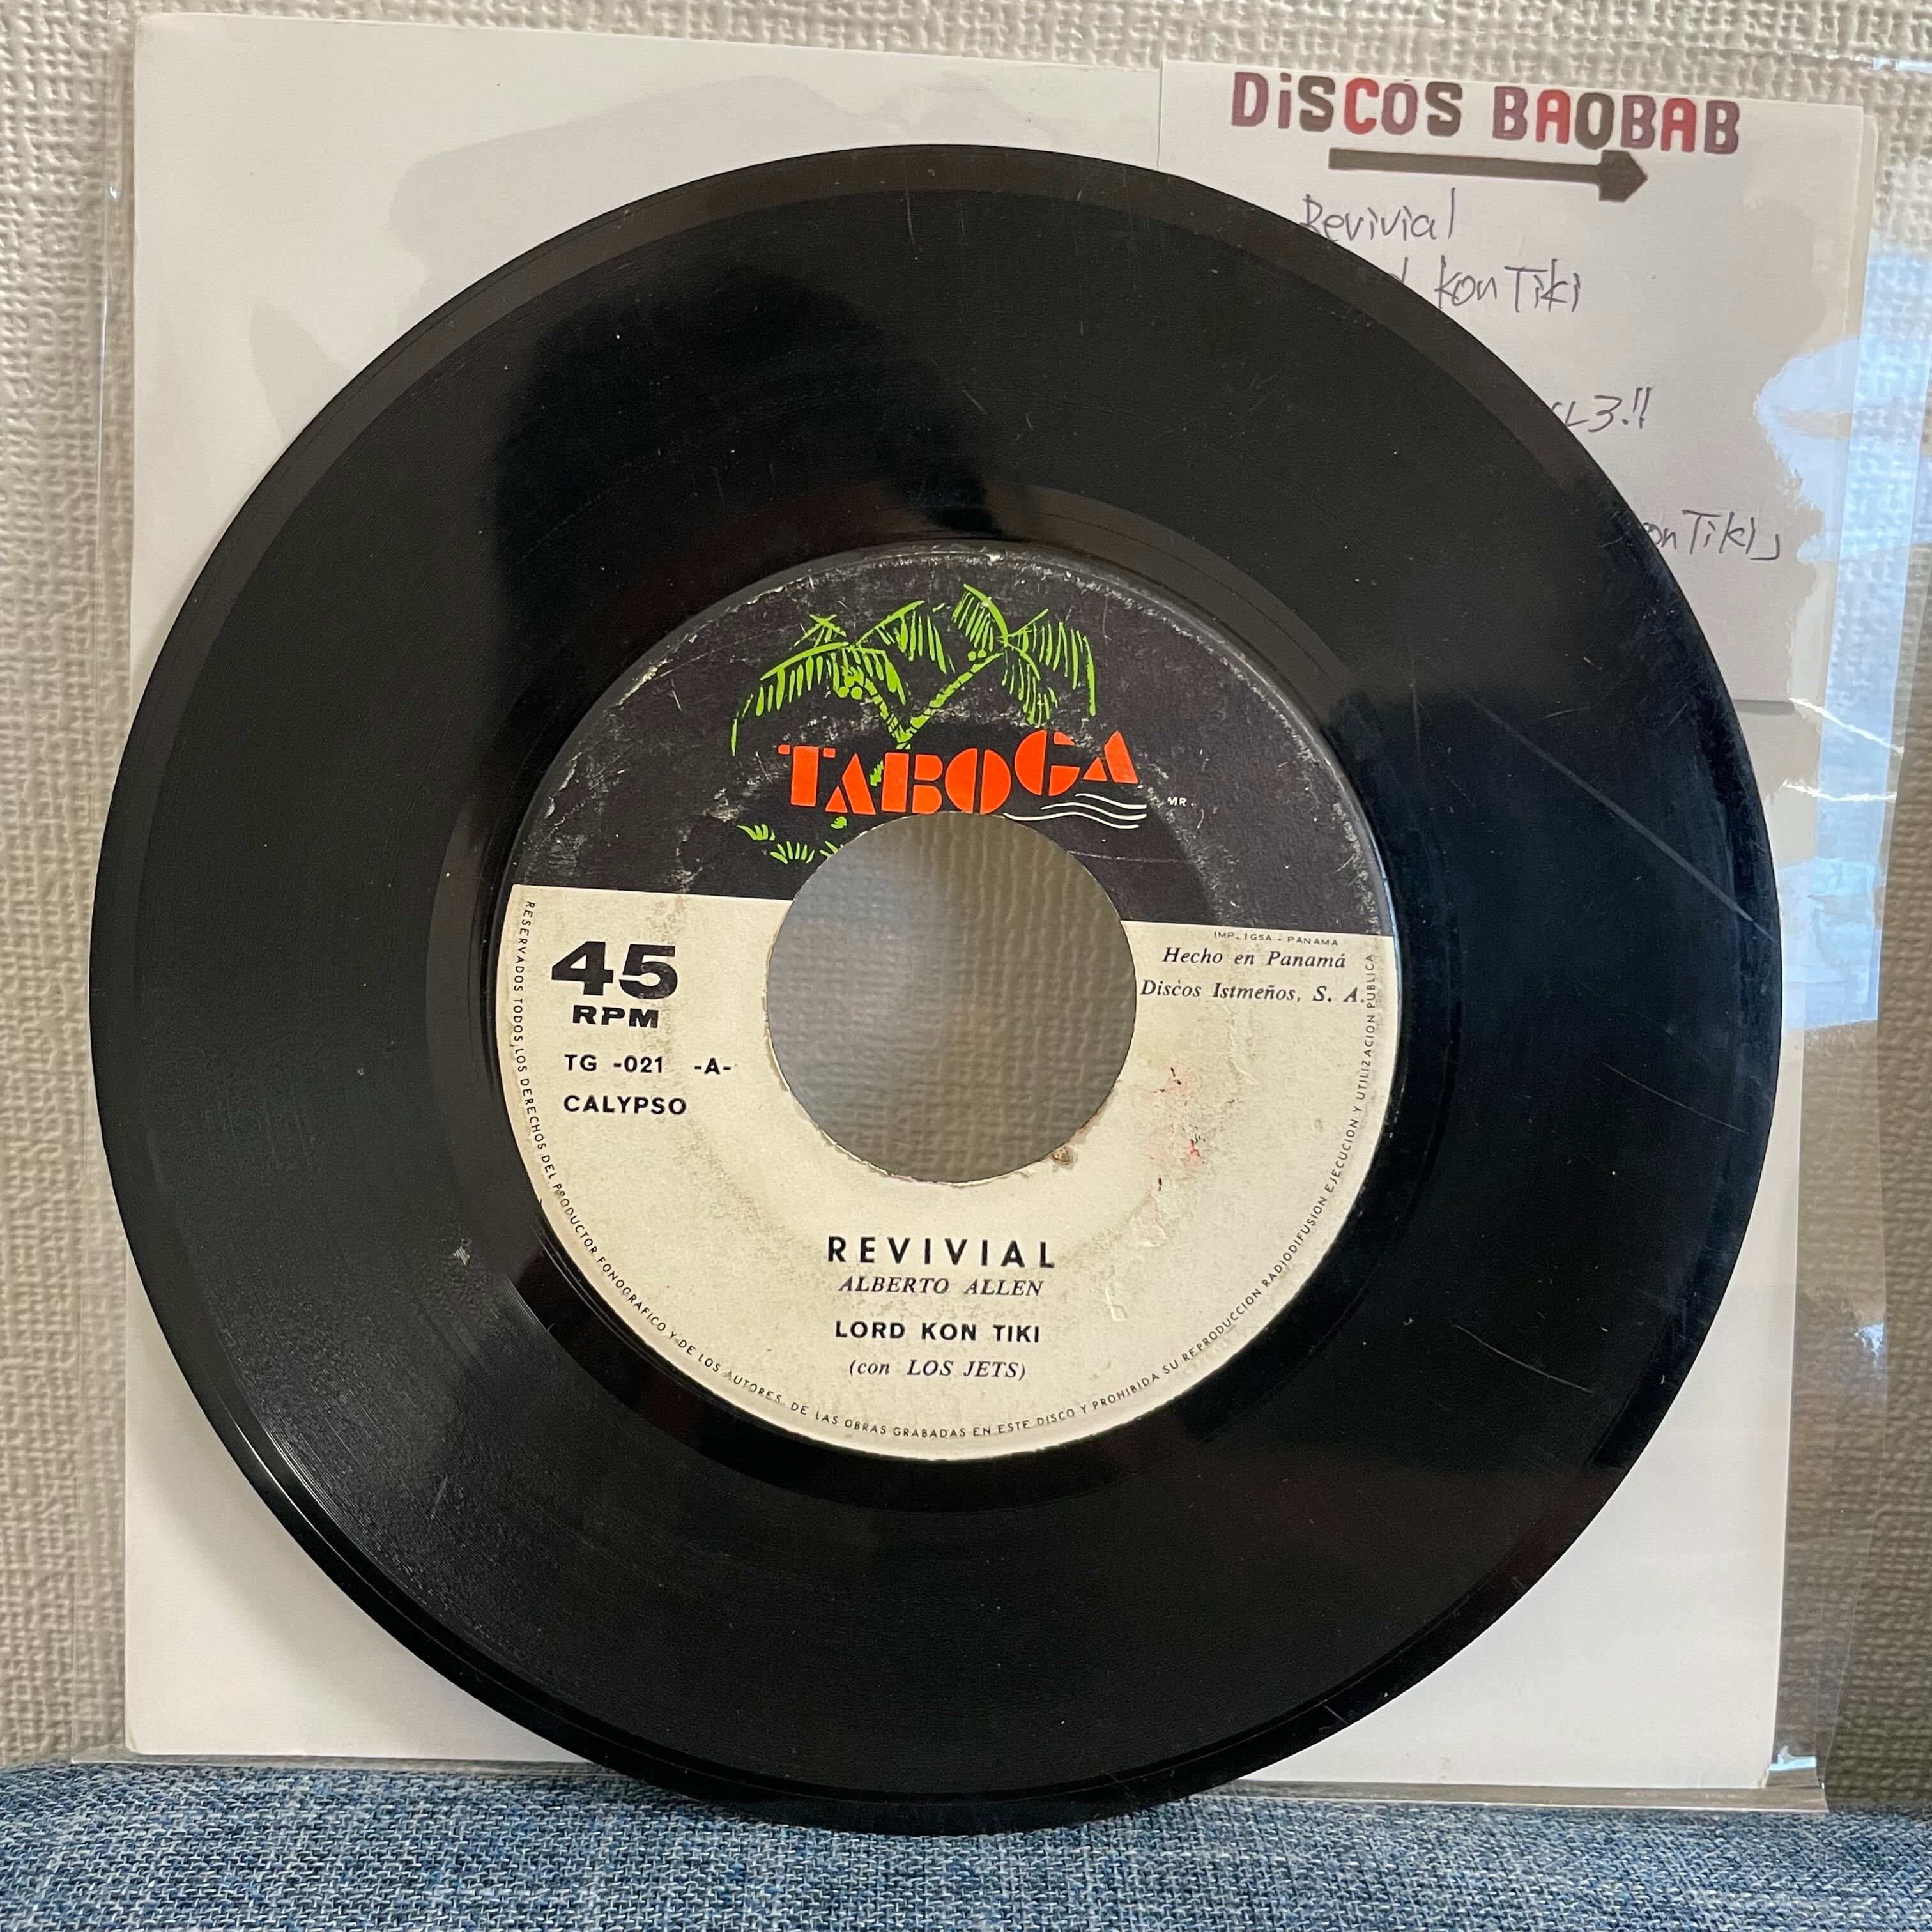 DiSCOS BAOBAB
Revivial
Kon Tiki
3!!
Tiki」
TABOGA
MR.
IMP. IGSA - PANAMA
45
RPM
Hecho en Panamá
Discos Istmeños, S. A.
TG -021 -A-
CALYPSO
REVIVIAL
ALBERTO ALLEN
LORD KON TIKI
(con LOS JETS)
RESERVADOS TODOS LOS DERECHOS DEL PRODUCTOR FONOGRAFICO Y DE LOS AUTORES DE LAS OBRAS GRABADAS EN ESTE DISCO Y PROHIBIDA SU REPRODUCCION RADIODIFUSION EJECUCION Y UTILIZACION PUBLICA